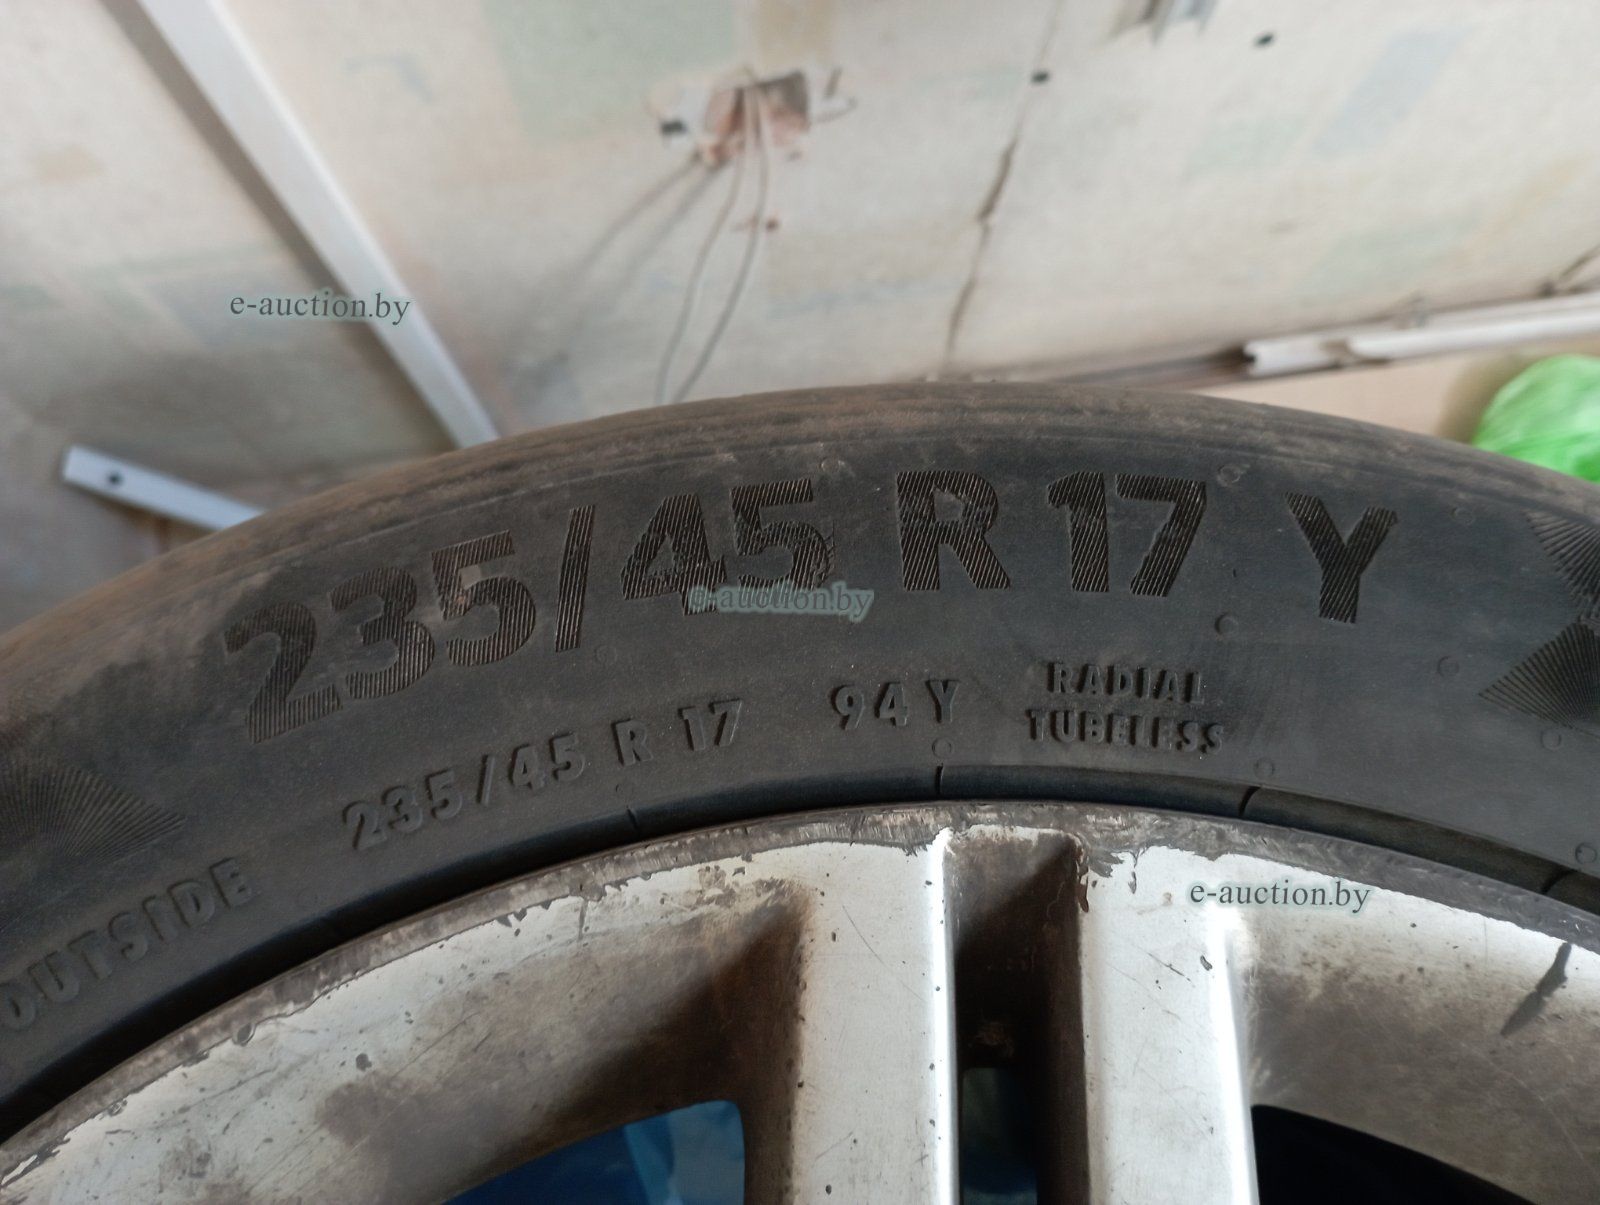 e-auction.by
235/45 R 17 Y
e-auction.by
235/45 R 17 94 Y RADIAL
TUBELESS
OUTSIDE
e-auction.by